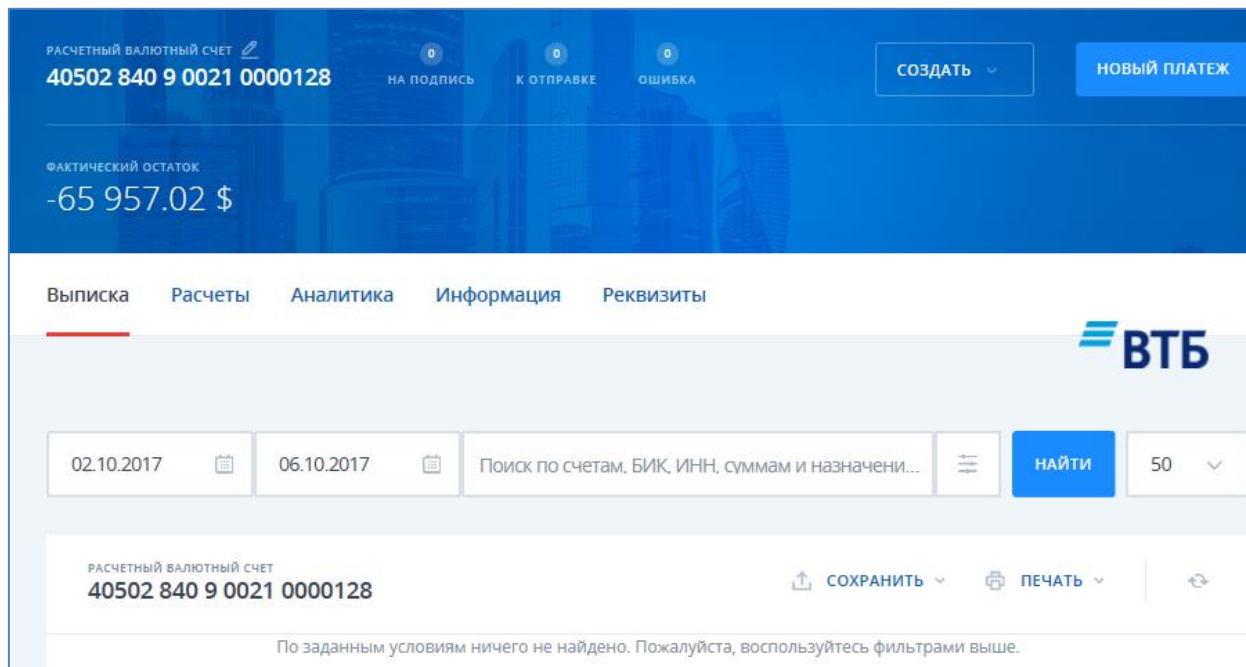 РАСЧЕТНЫЙ ВАЛЮТНЫЙ СЧЕТ
40502 840 9 0021 0000128
0 НА ПОДПИСЬ
0 К ОТПРАВКЕ
0 ОШИБКА
СОЗДАТЬ
НОВЫЙ ПЛАТЕЖ
ФАКТИЧЕСКИЙ ОСТАТОК
-65 957.02 $
Выписка Расчеты Аналитика Информация Реквизиты
ВТБ
02.10.2017 06.10.2017 Поиск по счетам, БИК, ИНН, суммам и назначени... НАЙТИ 50
РАСЧЕТНЫЙ ВАЛЮТНЫЙ СЧЕТ
40502 840 9 0021 0000128
СОХРАНИТЬ ПЕЧАТЬ
По заданным условиям ничего не найдено. Пожалуйста, воспользуйтесь фильтрами выше.